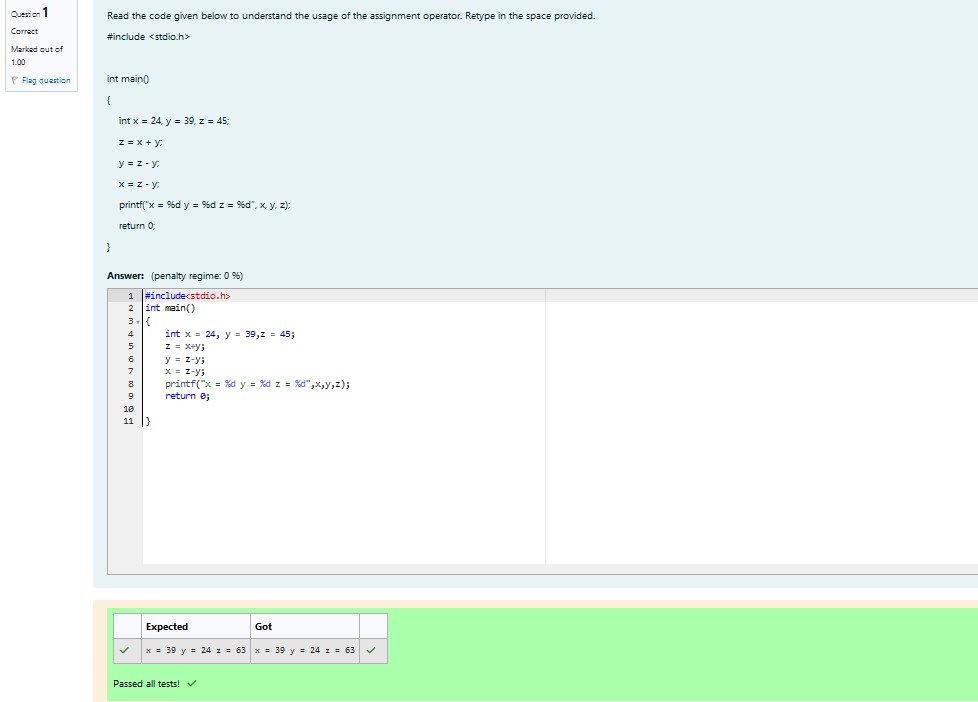 Question 1
Correct
Marked out of
1.00
Flag question
Read the code given below to understand the usage of the assignment operator. Retype in the space provided.
#include <stdio.h>
int main()
{
int x = 24, y = 39, z = 45;
z = x + y;
y = z - y;
x = z - y;
printf("x = %d y = %d z = %d", x, y, z);
return 0;
}
Answer: (penalty regime: 0 %)
1 #include<stdio.h>
2 int main()
3 {
4 int x = 24, y = 39,z = 45;
5 z = x+y;
6 y = z-y;
7 x = z-y;
8 printf("x = %d y = %d z = %d",x,y,z);
9 return 0;
10
11 }
Expected Got
x = 39 y = 24 z = 63 x = 39 y = 24 z = 63
Passed all tests!